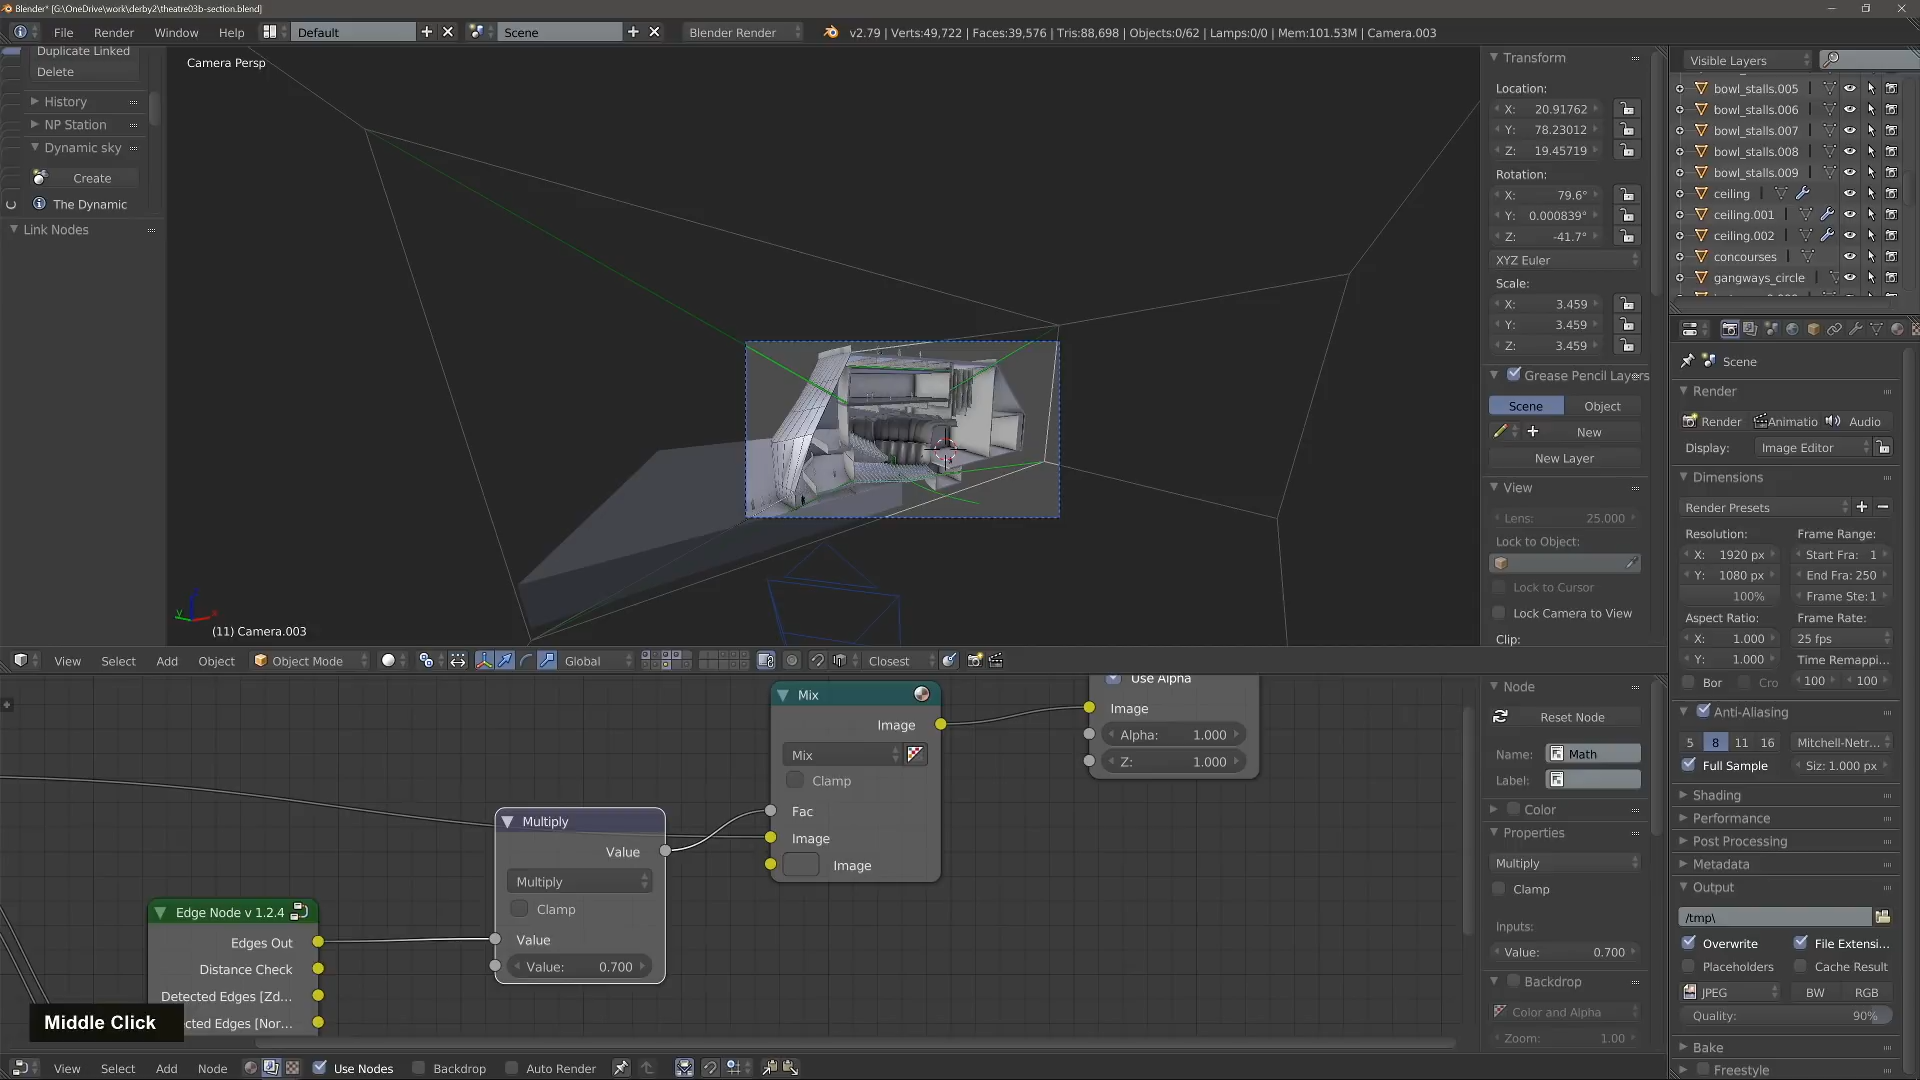 Blender* [G:\OneDrive\work\derby2\theatre03b-section.blend]
File Render Window Help Default Scene Blender Render v2.79 | Verts:49,722 | Faces:39,576 | Tris:88,698 | Objects:0/62 | Lamps:0/0 | Mem:101.53M | Camera.003
Duplicate Linked
Delete
History
NP Station
Dynamic sky
Create
The Dynamic
Link Nodes
Camera Persp
(11) Camera.003
Transform
Location:
X: 20.91762
Y: 78.23012
Z: 19.45719
Rotation:
X: 79.6°
Y: 0.000839°
Z: -41.7°
XYZ Euler
Scale:
X: 3.459
Y: 3.459
Z: 3.459
Grease Pencil Layers
Scene Object
New
New Layer
View
Lens: 25.000
Lock to Object:
Lock to Cursor
Lock Camera to View
Clip:
Visible Layers
bowl_stalls.005
bowl_stalls.006
bowl_stalls.007
bowl_stalls.008
bowl_stalls.009
ceiling
ceiling.001
ceiling.002
concourses
gangways_circle
Scene
Render
Render Animatio Audio
Display: Image Editor
Dimensions
Render Presets
Resolution: Frame Range:
X: 1920 px Start Fra: 1
Y: 1080 px End Fra: 250
100% Frame Ste: 1
Aspect Ratio: Frame Rate:
X: 1.000 25 fps
Y: 1.000 Time Remappi...
Bor Cro 100 100
Anti-Aliasing
5 8 11 16 Mitchell-Netr...
Full Sample Siz: 1.000 px
Shading
Performance
Post Processing
Metadata
Output
/tmp\
Overwrite File Extensi...
Placeholders Cache Result
JPEG BW RGB
Quality: 90%
Bake
Freestyle
View Select Add Object Object Mode Global Closest
Mix
Image
Mix
Clamp
Fac
Image
Image
Use Alpha
Image
Alpha: 1.000
Z: 1.000
Multiply
Value
Multiply
Clamp
Value
Value: 0.700
Edge Node v 1.2.4
Edges Out
Distance Check
Detected Edges [Zd...
cted Edges [Nor...
Middle Click
Node
Reset Node
Name: Math
Label:
Color
Properties
Multiply
Clamp
Inputs:
Value: 0.700
Backdrop
Color and Alpha
Zoom: 1.00
View Select Add Node Use Nodes Backdrop Auto Render